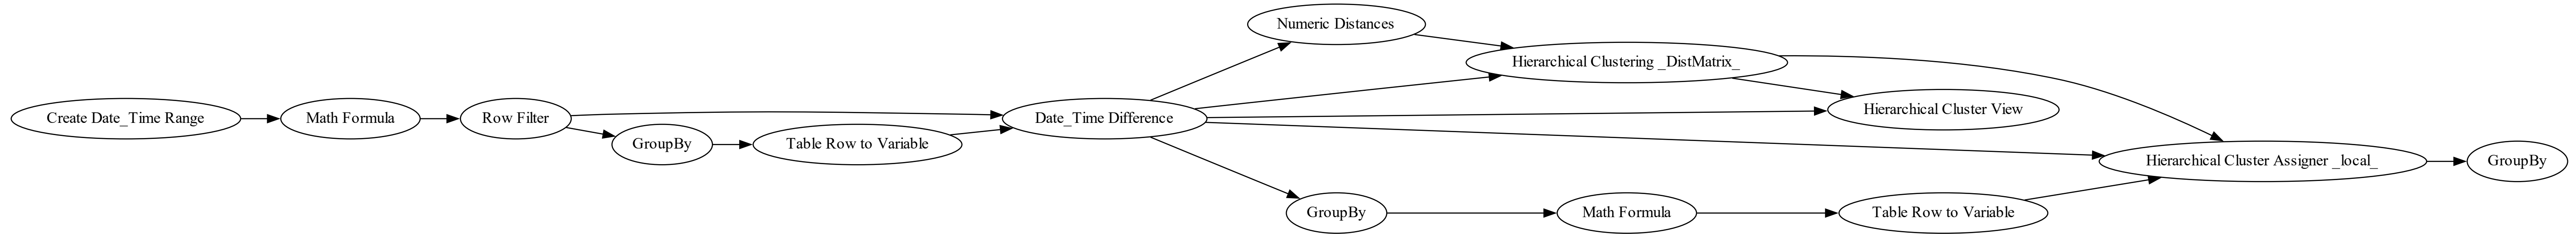 Create Date_Time Range
Math Formula
Row Filter
GroupBy
Table Row to Variable
Date_Time Difference
Numeric Distances
Hierarchical Clustering _DistMatrix_
Hierarchical Cluster View
GroupBy
Math Formula
Table Row to Variable
Hierarchical Cluster Assigner _local_
GroupBy